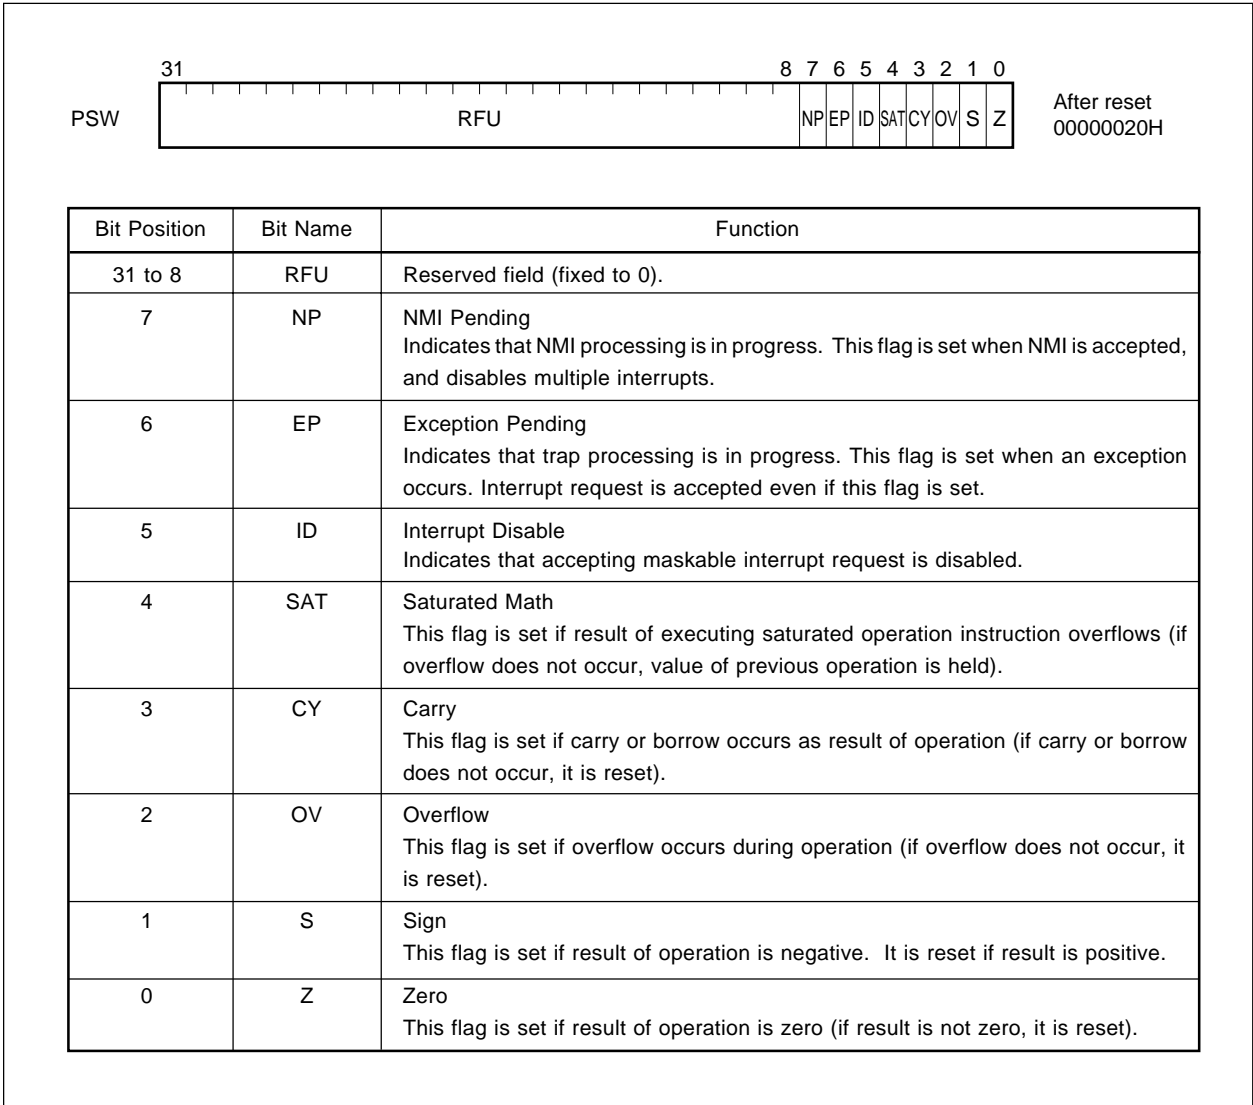 31 8 7 6 5 4 3 2 1 0
PSW RFU NP EP ID SAT CY OV S Z
After reset
00000020H
Bit Position Bit Name Function
31 to 8 RFU Reserved field (fixed to 0).
7 NP NMI Pending
Indicates that NMI processing is in progress. This flag is set when NMI is accepted,
and disables multiple interrupts.
6 EP Exception Pending
Indicates that trap processing is in progress. This flag is set when an exception
occurs. Interrupt request is accepted even if this flag is set.
5 ID Interrupt Disable
Indicates that accepting maskable interrupt request is disabled.
4 SAT Saturated Math
This flag is set if result of executing saturated operation instruction overflows (if
overflow does not occur, value of previous operation is held).
3 CY Carry
This flag is set if carry or borrow occurs as result of operation (if carry or borrow
does not occur, it is reset).
2 OV Overflow
This flag is set if overflow occurs during operation (if overflow does not occur, it
is reset).
1 S Sign
This flag is set if result of operation is negative. It is reset if result is positive.
0 Z Zero
This flag is set if result of operation is zero (if result is not zero, it is reset).